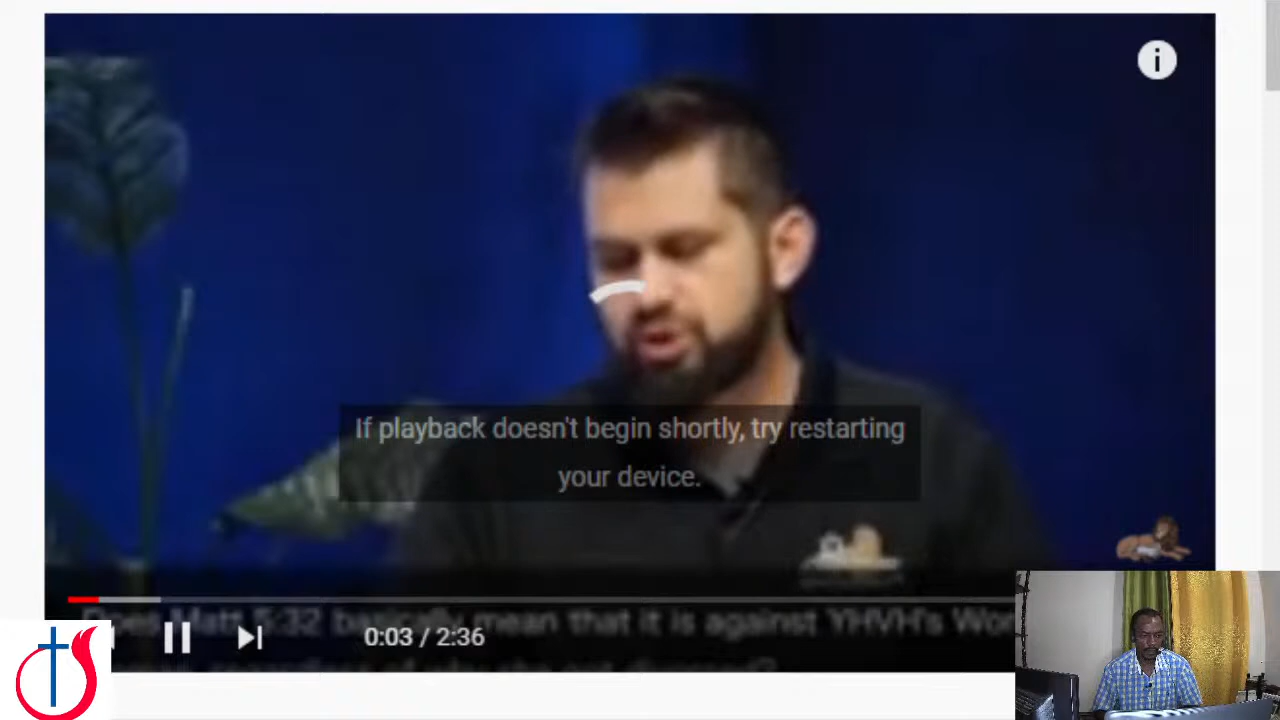 If playback doesn't begin shortly, try restarting
your device.
Does Matt 5:32 basically mean that it is against YHVH's
0:03 / 2:36